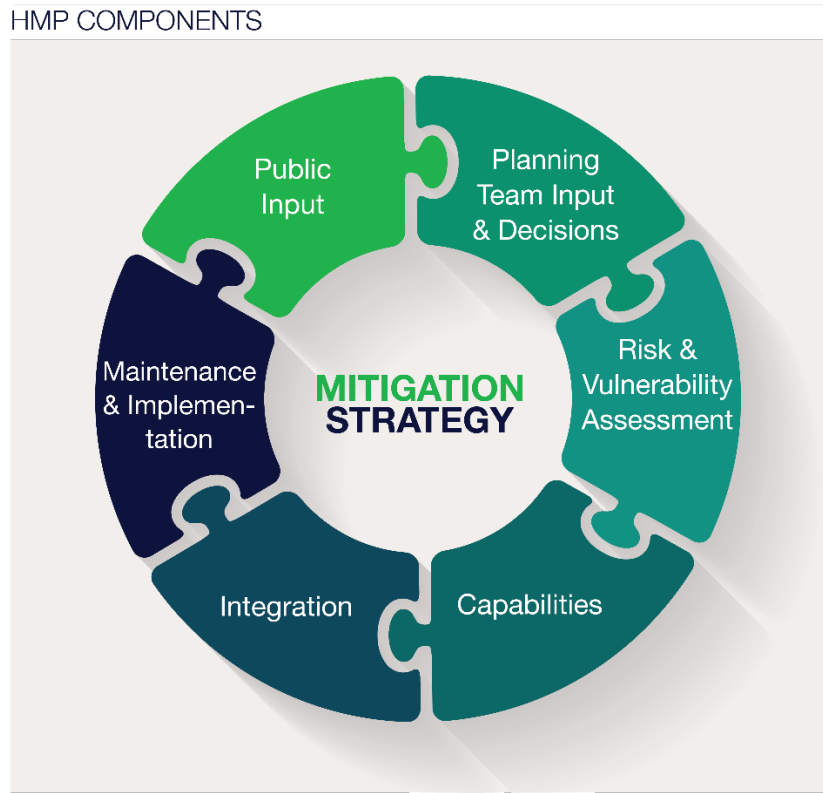 HMP COMPONENTS
Public
Input
Planning
Team Input
& Decisions
Risk &
Vulnerability
Assessment
Capabilities
Integration
Maintenance
& Implemen-
tation
MITIGATION
STRATEGY